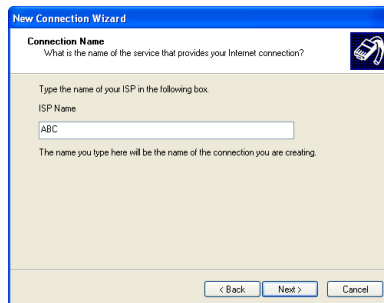 New Connection Wizard
Connection Name
What is the name of the service that provides your Internet connection?
Type the name of your ISP in the following box.
ISP Name
ABC
The name you type here will be the name of the connection you are creating.
< Back
Next >
Cancel